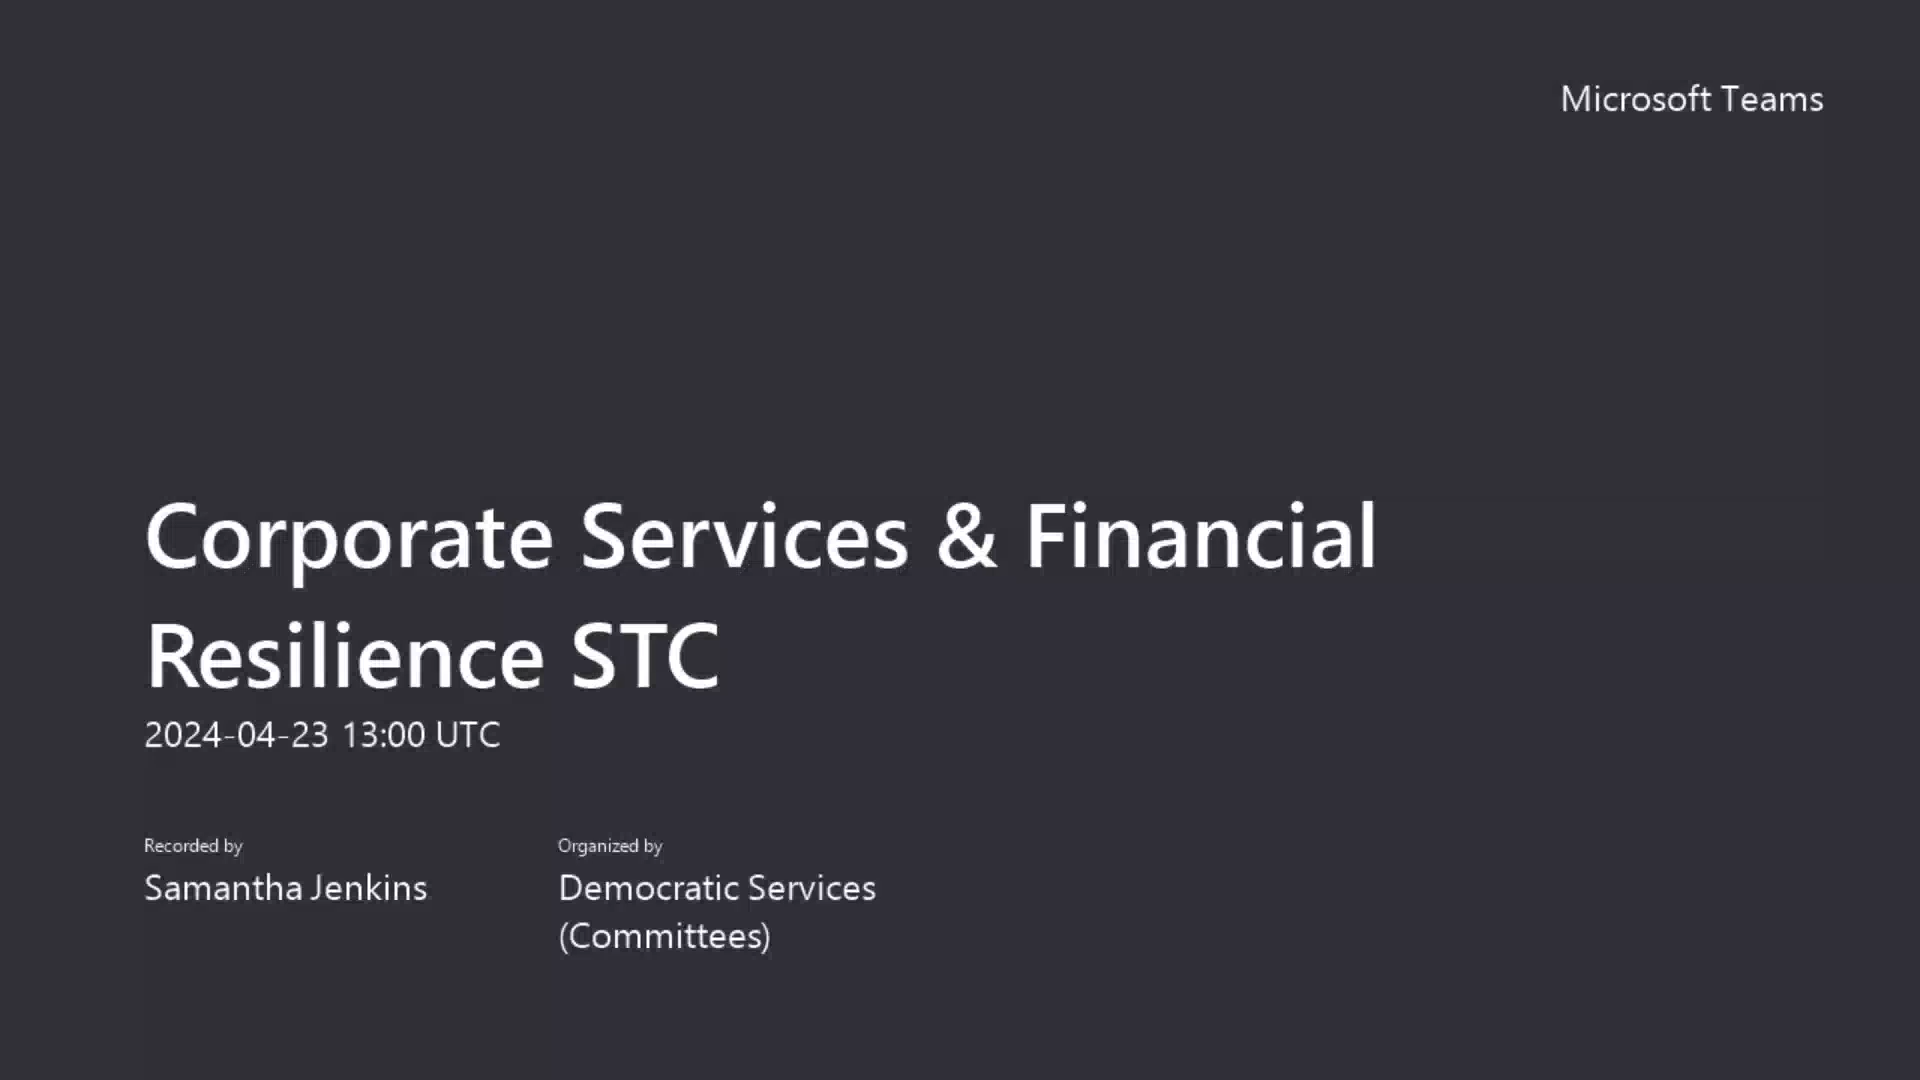 Microsoft Teams
Corporate Services & Financial
Resilience STC
2024-04-23 13:00 UTC
Recorded by
Samantha Jenkins
Organized by
Democratic Services
(Committees)